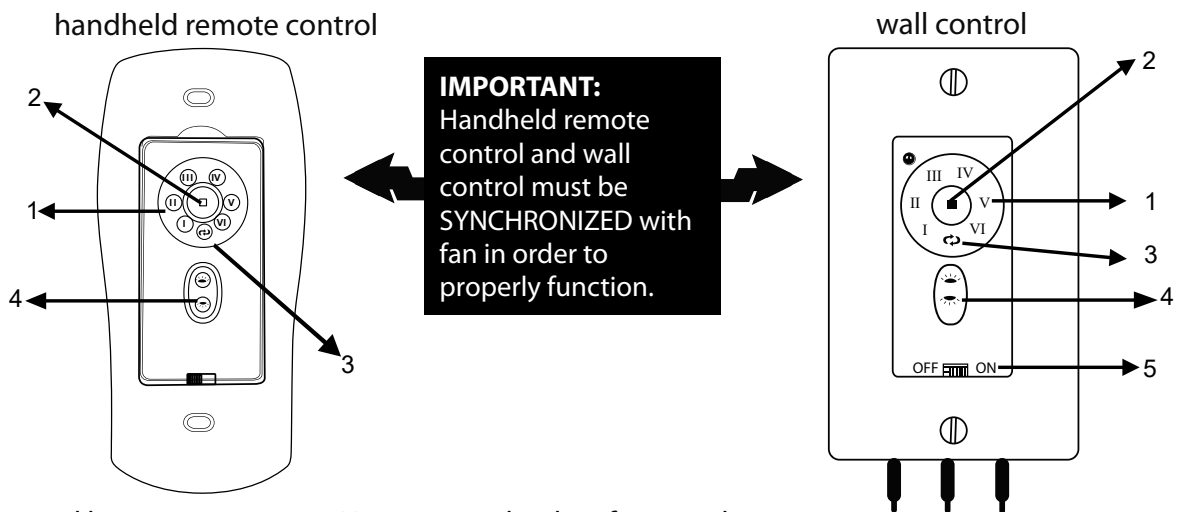 handheld remote control
wall control
IMPORTANT:
Handheld remote
control and wall
control must be
SYNCHRONIZED with
fan in order to
properly function.
2
1
4
3
III IV
II V
I VI
2
1
3
4
5
III IV
II V
I VI
OFF ON